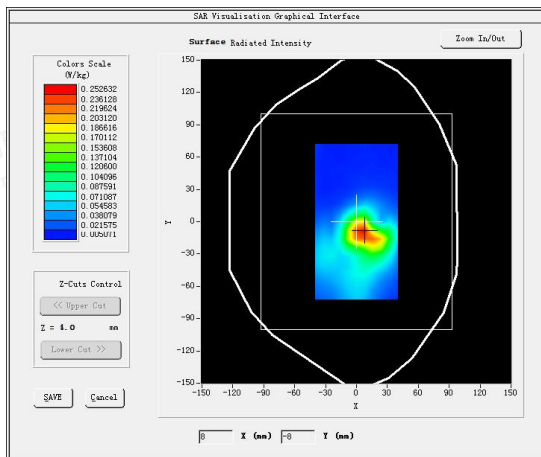 SAR Visualisation Graphical Interface
Surface Radiated Intensity
Zoom In/Out
Colors Scale
(W/kg)
0.252632
0.236128
0.219624
0.203120
0.186616
0.170112
0.153608
0.137104
0.120600
0.104096
0.087591
0.071087
0.054583
0.038079
0.021575
0.005071
Z-Cuts Control
<< Upper Cut
Z = 4.0 mm
Lower Cut >>
SAVE Cancel
150
120
90
60
30
0
-30
-60
-90
-120
-150
Y
-150 -120 -90 -60 -30 0 30 60 90 120 150
X
8 X (mm) -8 Y (mm)